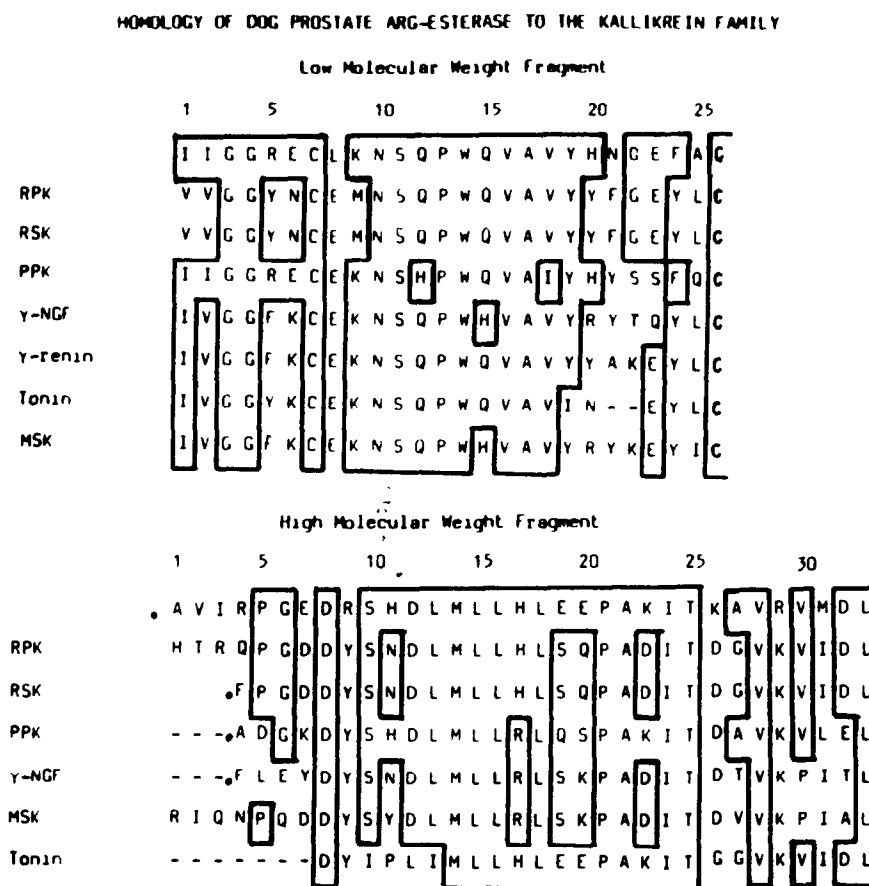 HOMOLOGY OF DOG PROSTATE ARG-ESTERASE TO THE KALLIKREIN FAMILY
Low Molecular Weight Fragment
1 5 10 15 20 25
I I G G R E C L K N S Q P W Q V A V Y H N G E F A C
RPK V V G G Y N C E M N S Q P W Q V A V Y Y F G E Y L C
RSK V V G G Y N C E M N S Q P W Q V A V Y Y F G E Y L C
PPK I I G G R E C E K N S H P W Q V A I Y H Y S S F Q C
γ-NGF I V G G F K C E K N S Q P W H V A V Y R Y T Q Y L C
γ-renin I V G G F K C E K N S Q P W Q V A V Y Y A K E Y L C
Tonin I V G G Y K C E K N S Q P W Q V A V I N - - E Y L C
MSK I V G G F K C E K N S Q P W H V A V Y R Y K E Y I C
High Molecular Weight Fragment
1 5 10 15 20 25 30
. A V I R P G E D R S H D L M L L H L E E P A K I T K A V R V M D L
RPK H T R Q P G D D Y S N D L M L L H L S Q P A D I T D G V K V I D L
RSK . F P G D D Y S N D L M L L H L S Q P A D I T D G V K V I D L
PPK - - - . A D G K D Y S H D L M L L R L Q S P A K I T D A V K V L E L
γ-NGF - - - . F L E Y D Y S N D L M L L R L S K P A D I T D T V K P I T L
MSK R I Q N P Q D D Y S Y D L M L L R L S K P A D I T D V V K P I A L
Tonin - - - - - - - D Y I P L I M L L H L E E P A K I T G G V K V I D L